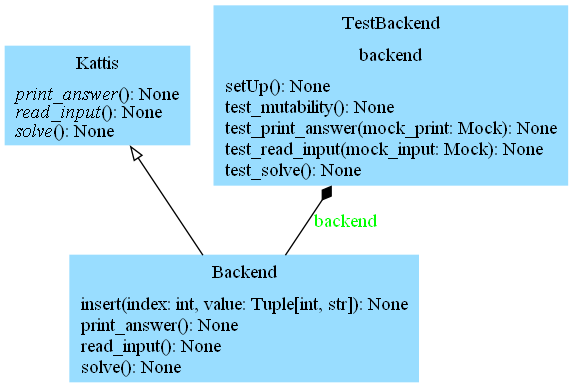 Kattis
print_answer(): None
read_input(): None
solve(): None
TestBackend
backend
setUp(): None
test_mutability(): None
test_print_answer(mock_print: Mock): None
test_read_input(mock_input: Mock): None
test_solve(): None
backend
Backend
insert(index: int, value: Tuple[int, str]): None
print_answer(): None
read_input(): None
solve(): None